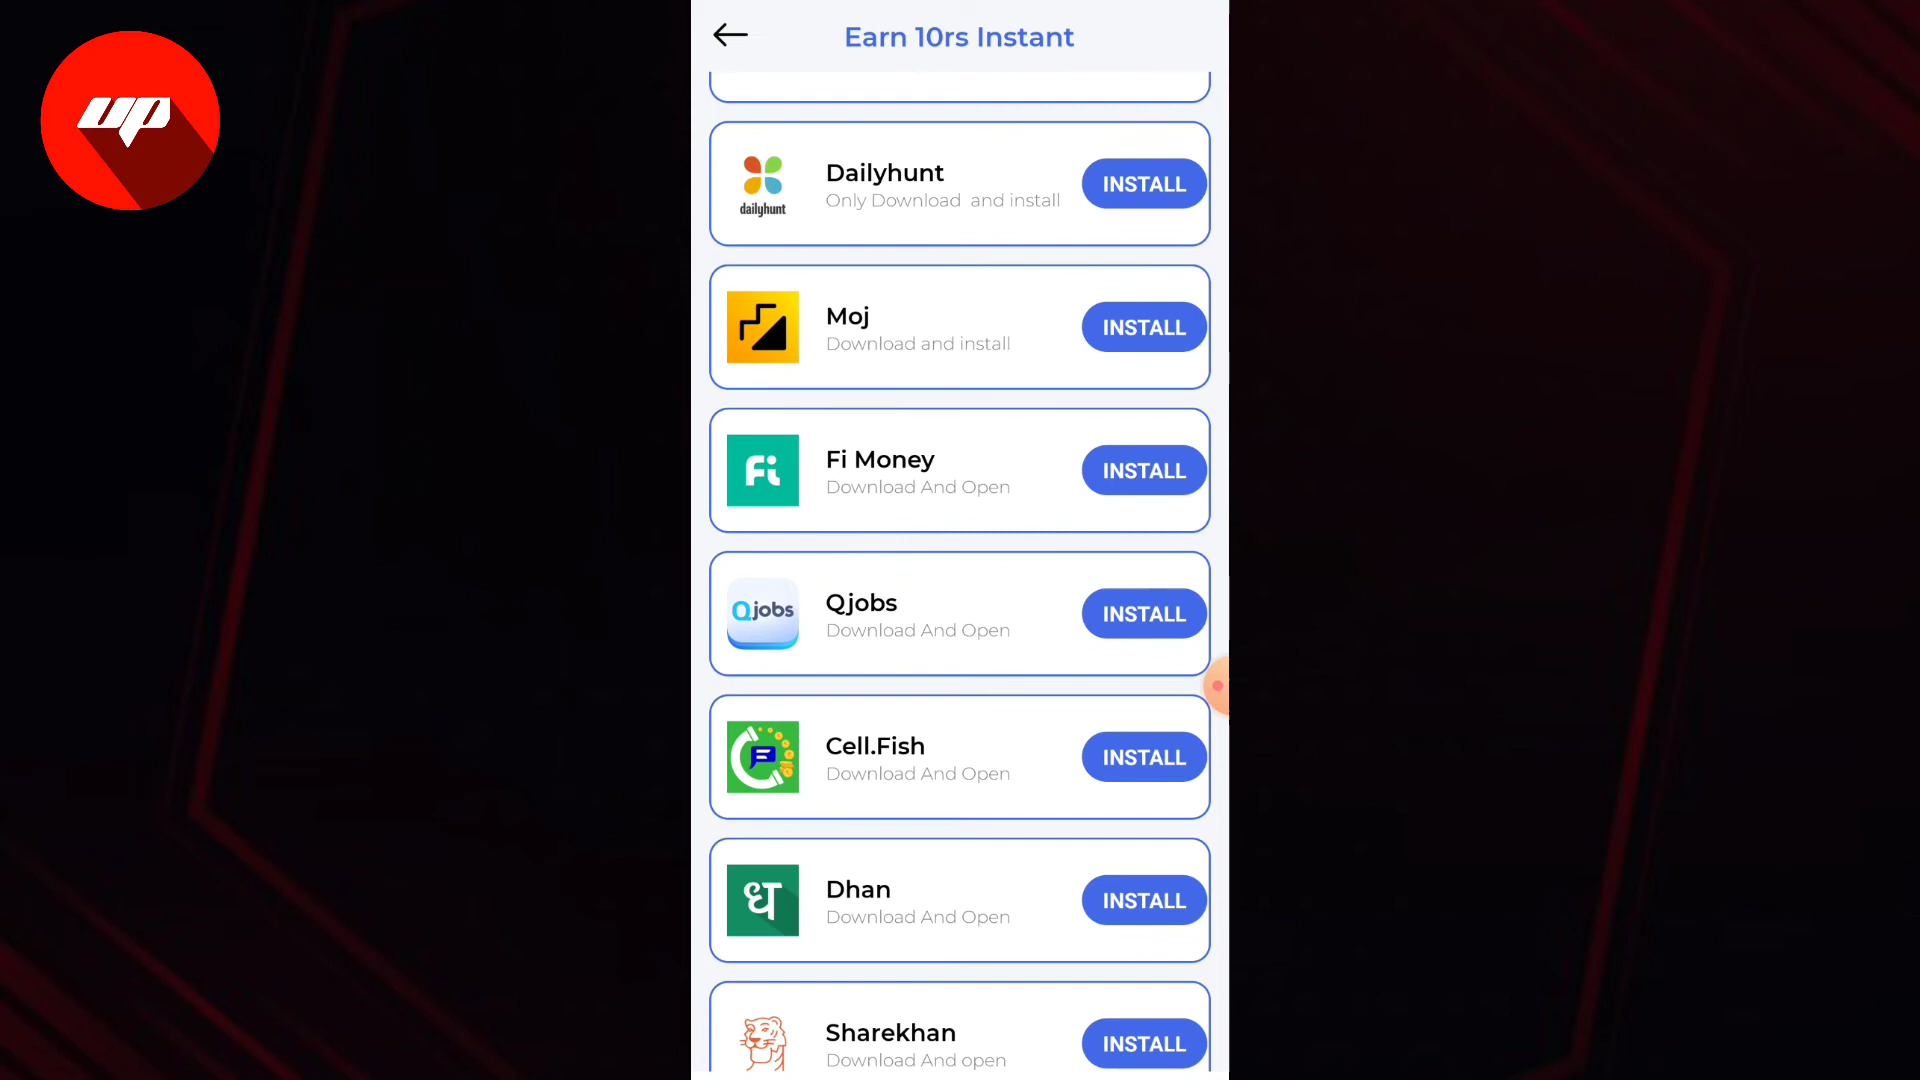 up
Earn 10rs Instant
dailyhunt
Dailyhunt
Only Download  and install
INSTALL
Moj
Download and install
INSTALL
Fi
Fi Money
Download And Open
INSTALL
Qjobs
Qjobs
Download And Open
INSTALL
Cell.Fish
Download And Open
INSTALL
ध
Dhan
Download And Open
INSTALL
Sharekhan
Download And open
INSTALL